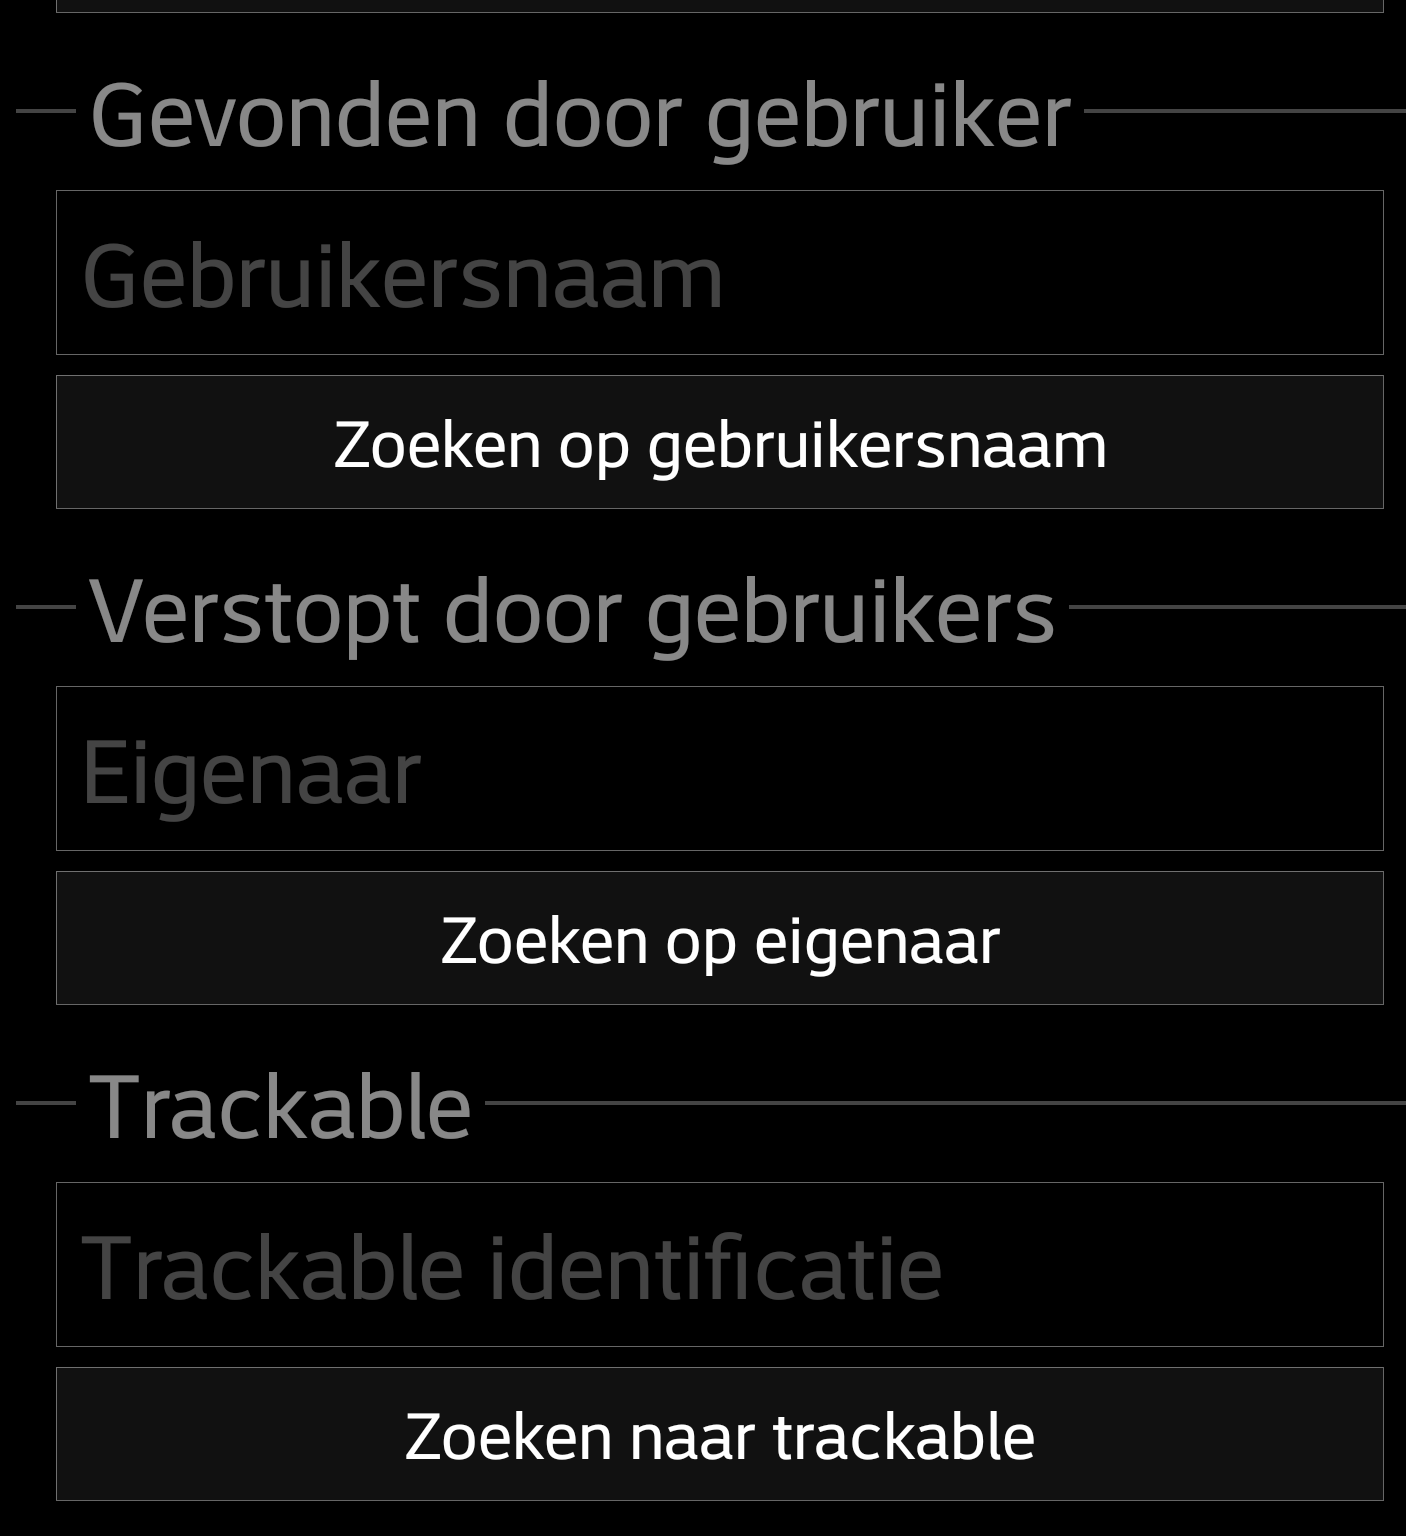 Gevonden door gebruiker
Gebruikersnaam
Zoeken op gebruikersnaam
Verstopt door gebruikers
Eigenaar
Zoeken op eigenaar
Trackable
Trackable identificatie
Zoeken naar trackable